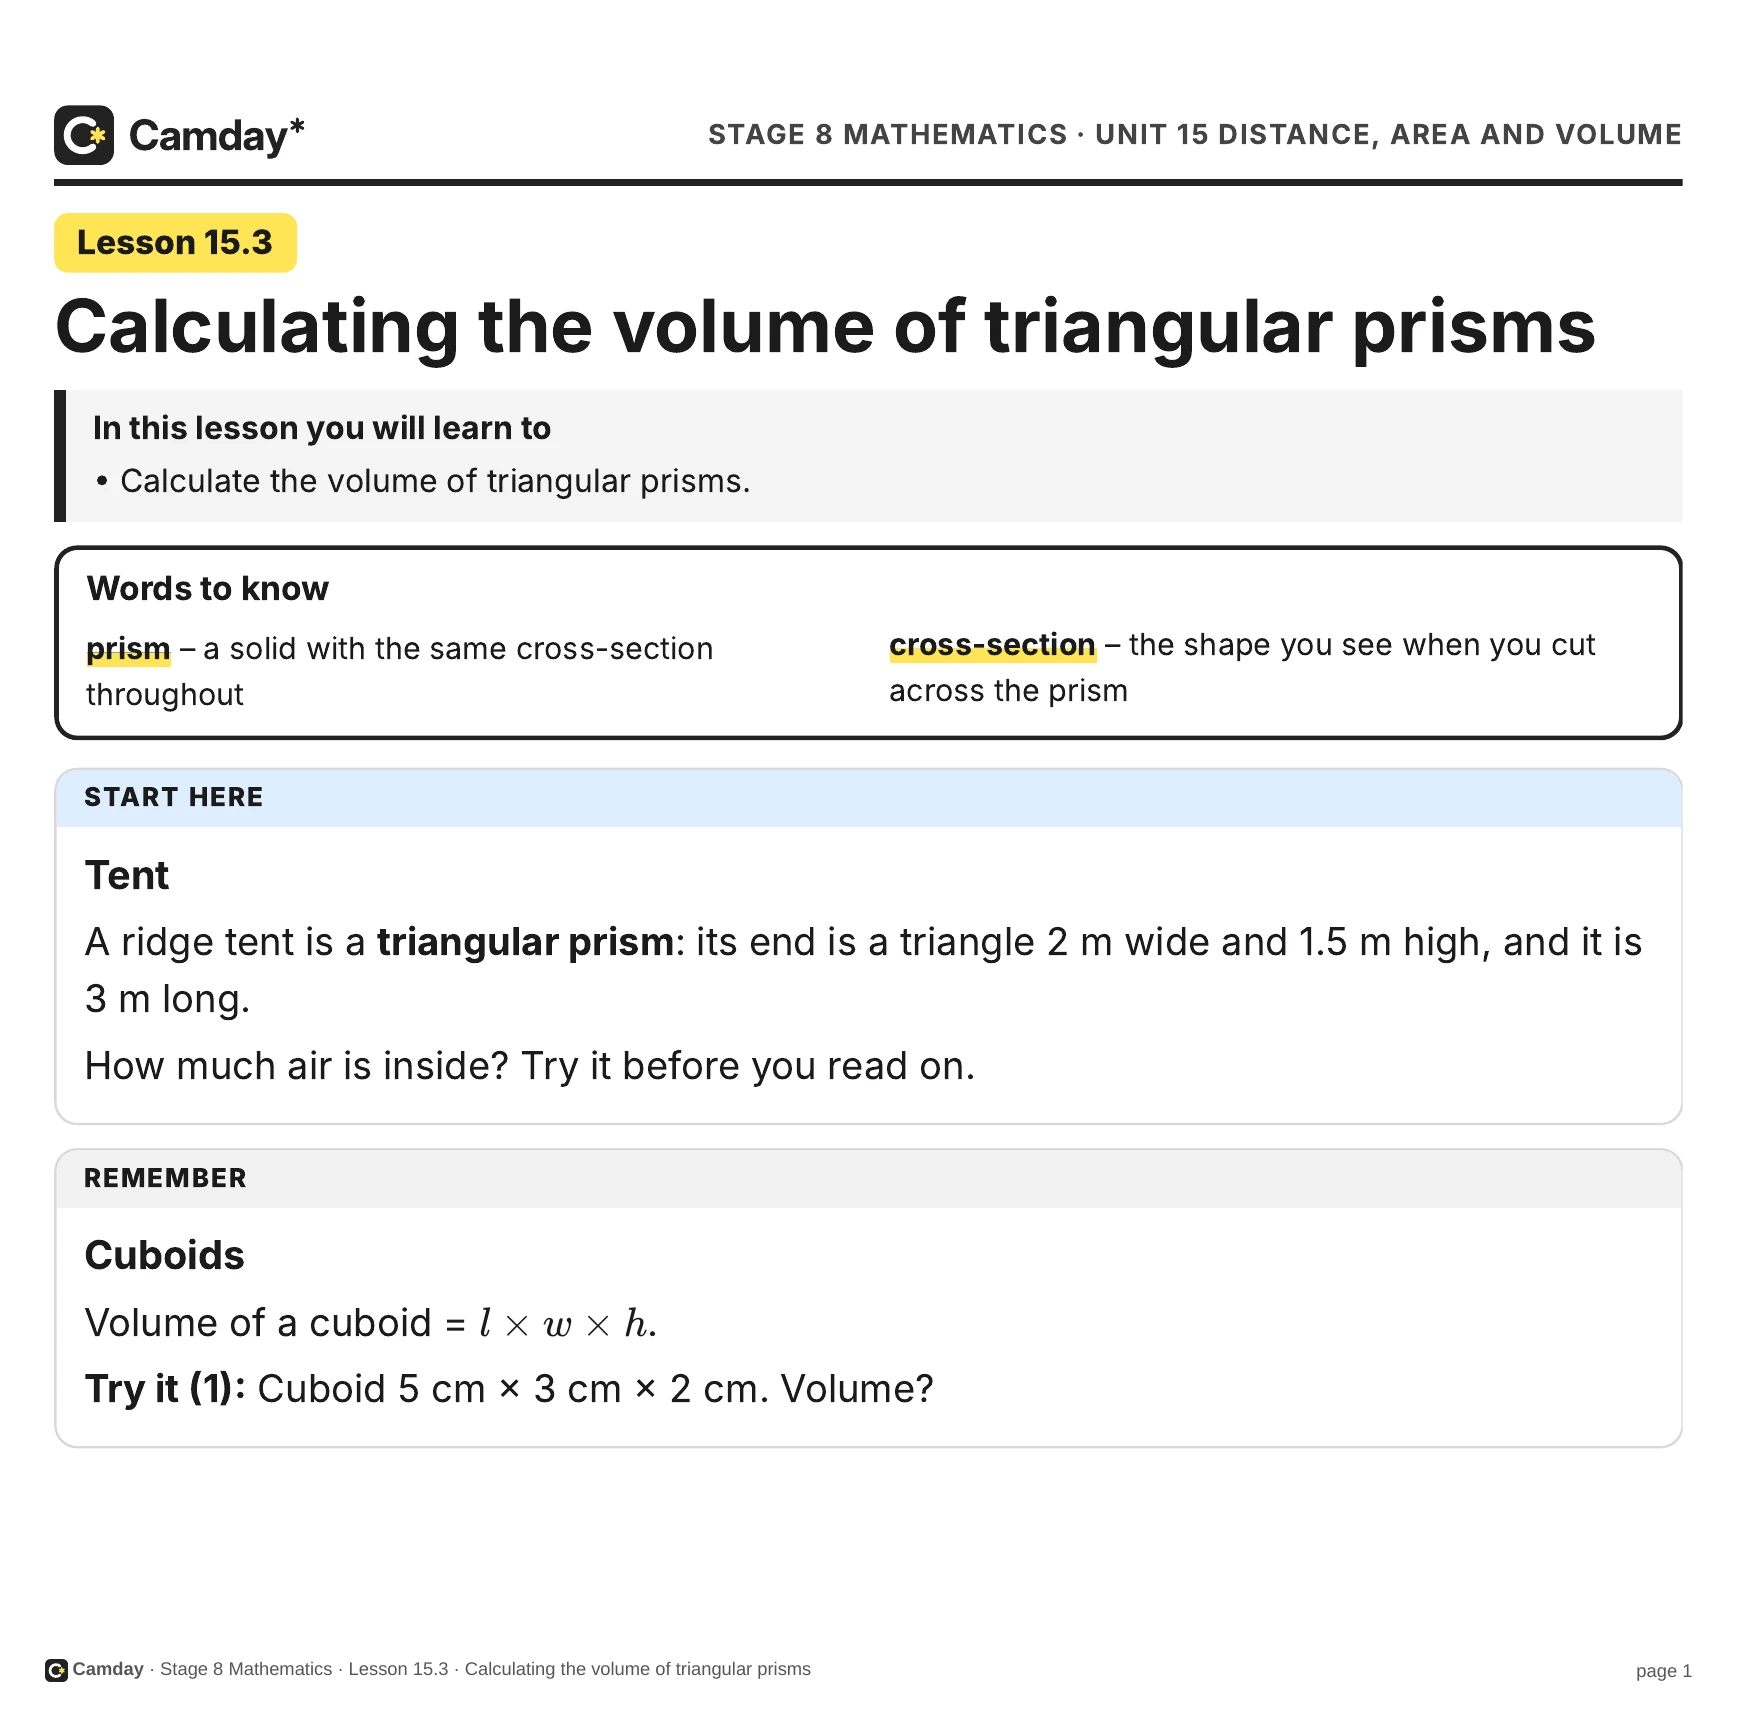 Camday*
STAGE 8 MATHEMATICS · UNIT 15 DISTANCE, AREA AND VOLUME
Lesson 15.3
Calculating the volume of triangular prisms
In this lesson you will learn to
• Calculate the volume of triangular prisms.
Words to know
prism – a solid with the same cross-section
throughout
cross-section – the shape you see when you cut
across the prism
START HERE
Tent
A ridge tent is a triangular prism: its end is a triangle 2 m wide and 1.5 m high, and it is
3 m long.
How much air is inside? Try it before you read on.
REMEMBER
Cuboids
Volume of a cuboid = l × w × h.
Try it (1): Cuboid 5 cm × 3 cm × 2 cm. Volume?
Camday · Stage 8 Mathematics · Lesson 15.3 · Calculating the volume of triangular prisms
page 1